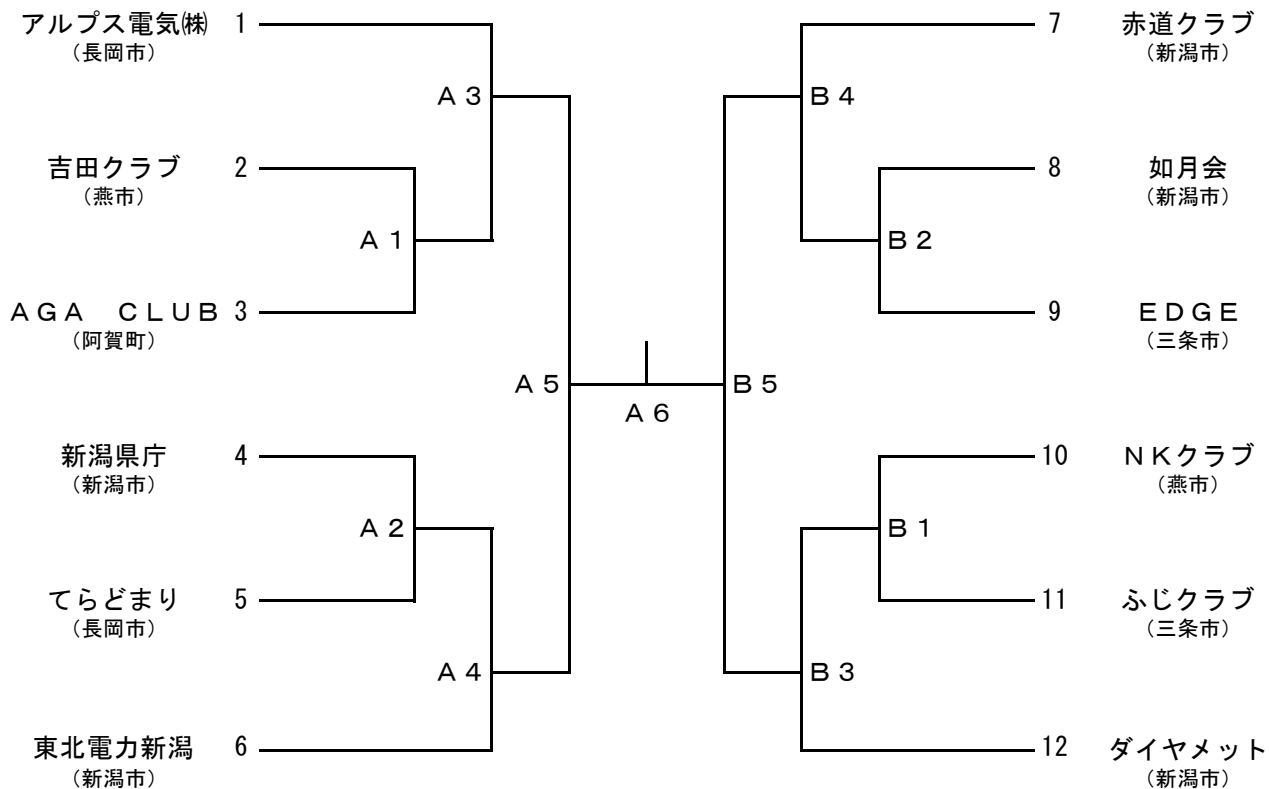 アルプス電気㈱ 1
（長岡市）
Ａ３
吉田クラブ 2
（燕市）
Ａ１
ＡＧＡ　ＣＬＵＢ 3
（阿賀町）
Ａ５
新潟県庁 4
（新潟市）
Ａ２
てらどまり 5
（長岡市）
Ａ４
東北電力新潟 6
（新潟市）
Ａ６
7 赤道クラブ
（新潟市）
Ｂ４
8 如月会
（新潟市）
Ｂ２
9 ＥＤＧＥ
（三条市）
Ｂ５
10 ＮＫクラブ
（燕市）
Ｂ１
11 ふじクラブ
（三条市）
Ｂ３
12 ダイヤメット
（新潟市）